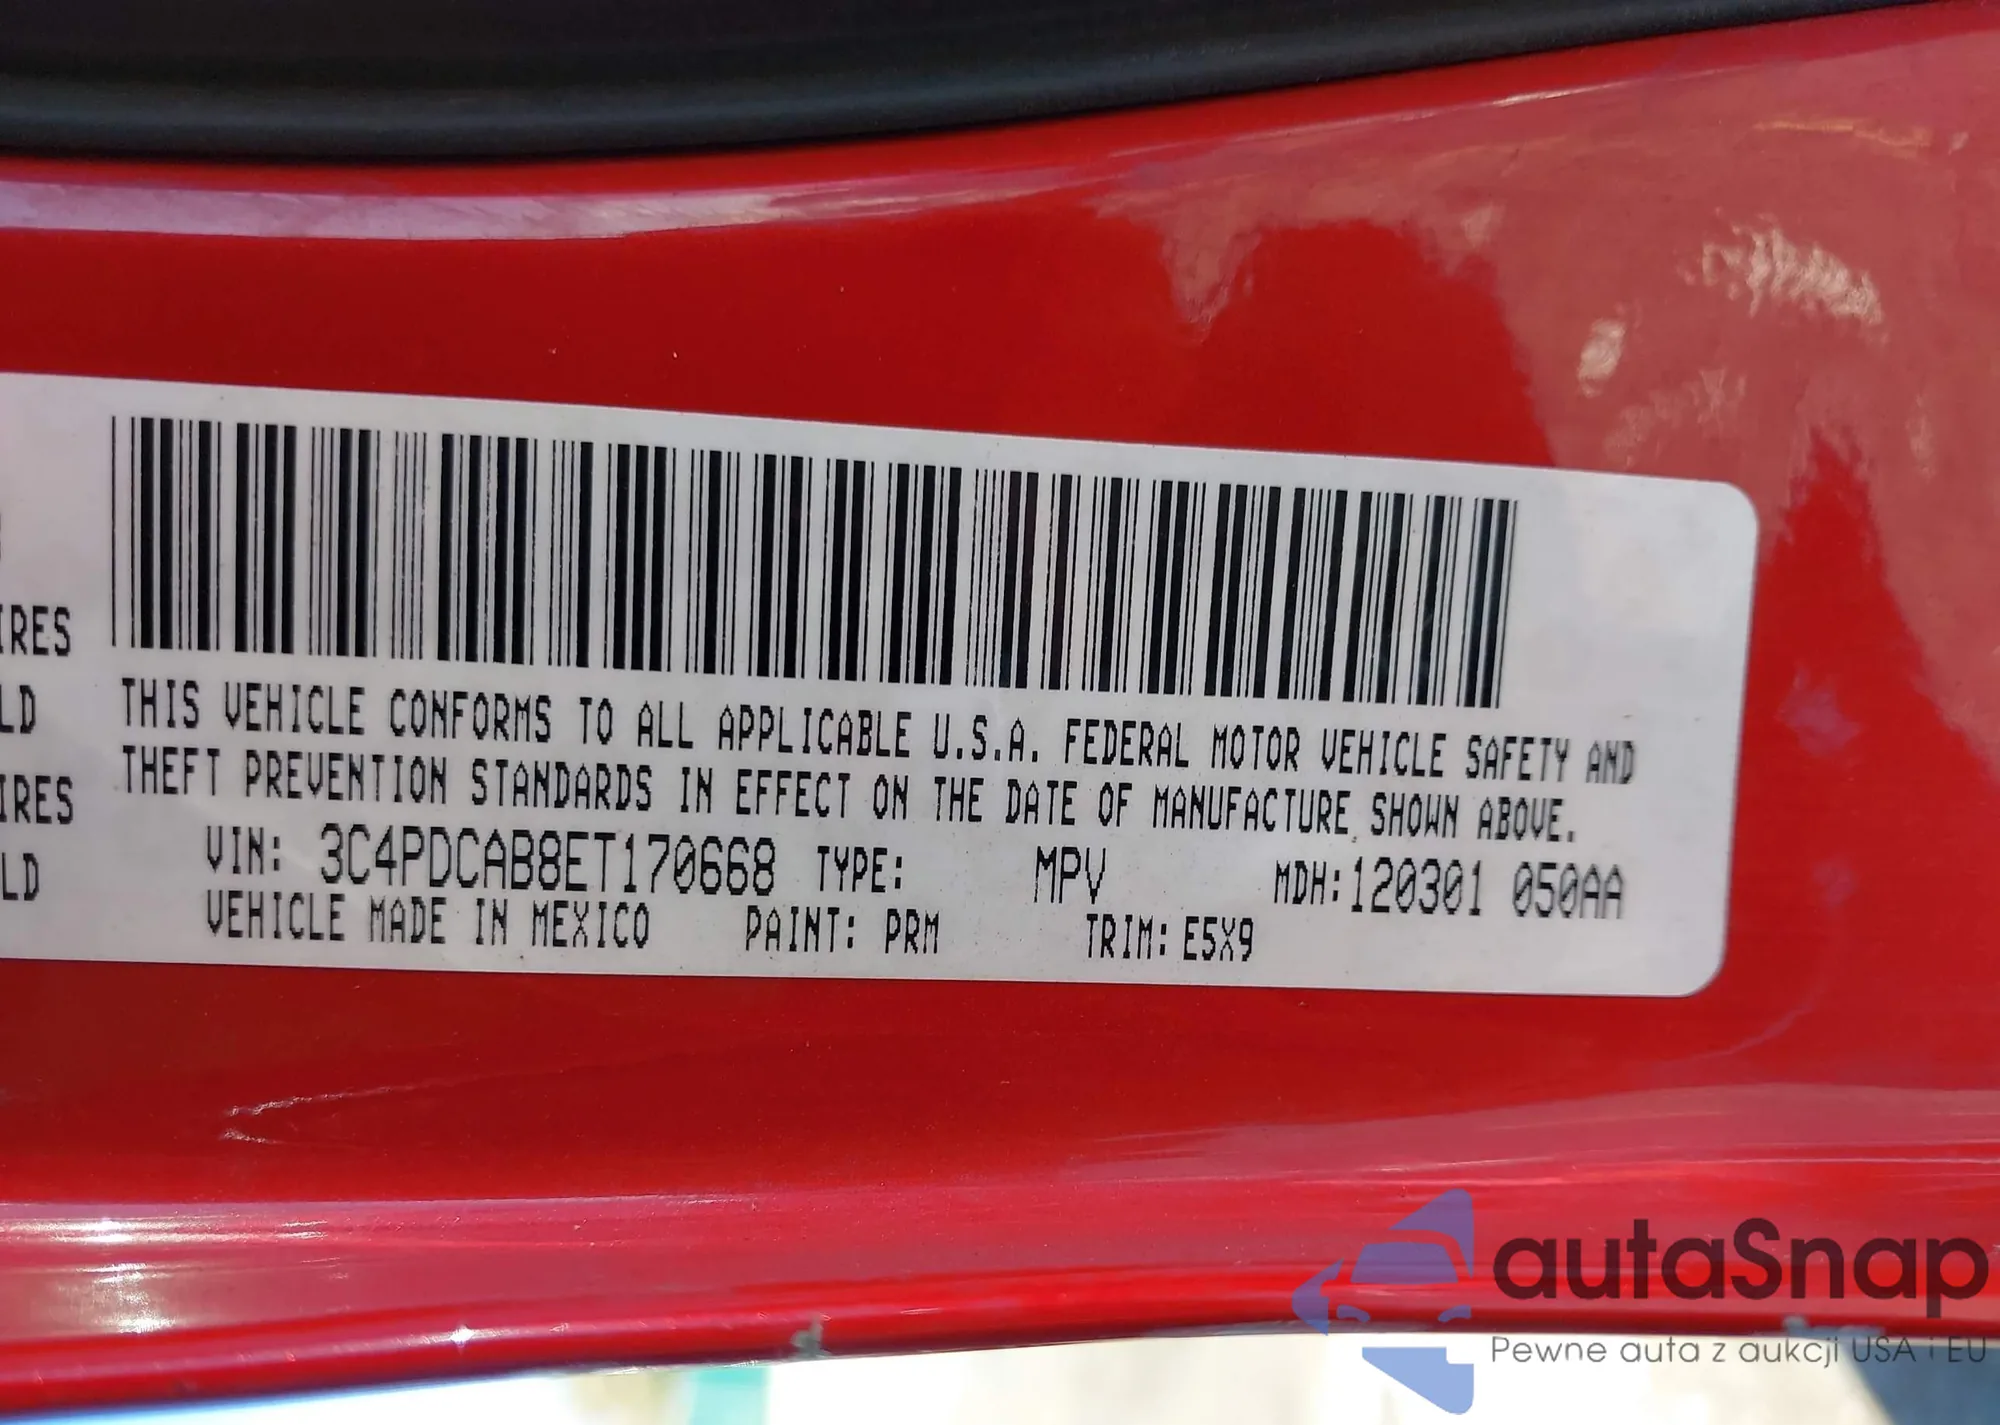 IRES
LD
IRES
LD
THIS VEHICLE CONFORMS TO ALL APPLICABLE U.S.A. FEDERAL MOTOR VEHICLE SAFETY AND
THEFT PREVENTION STANDARDS IN EFFECT ON THE DATE OF MANUFACTURE SHOWN ABOVE.
VIN: 3C4PDCAB8ET170668 TYPE: MPV MDH:120301 050AA
VEHICLE MADE IN MEXICO PAINT: PRM TRIM: E5X9
autaSnap
Pewne auta z aukcji USA i EU